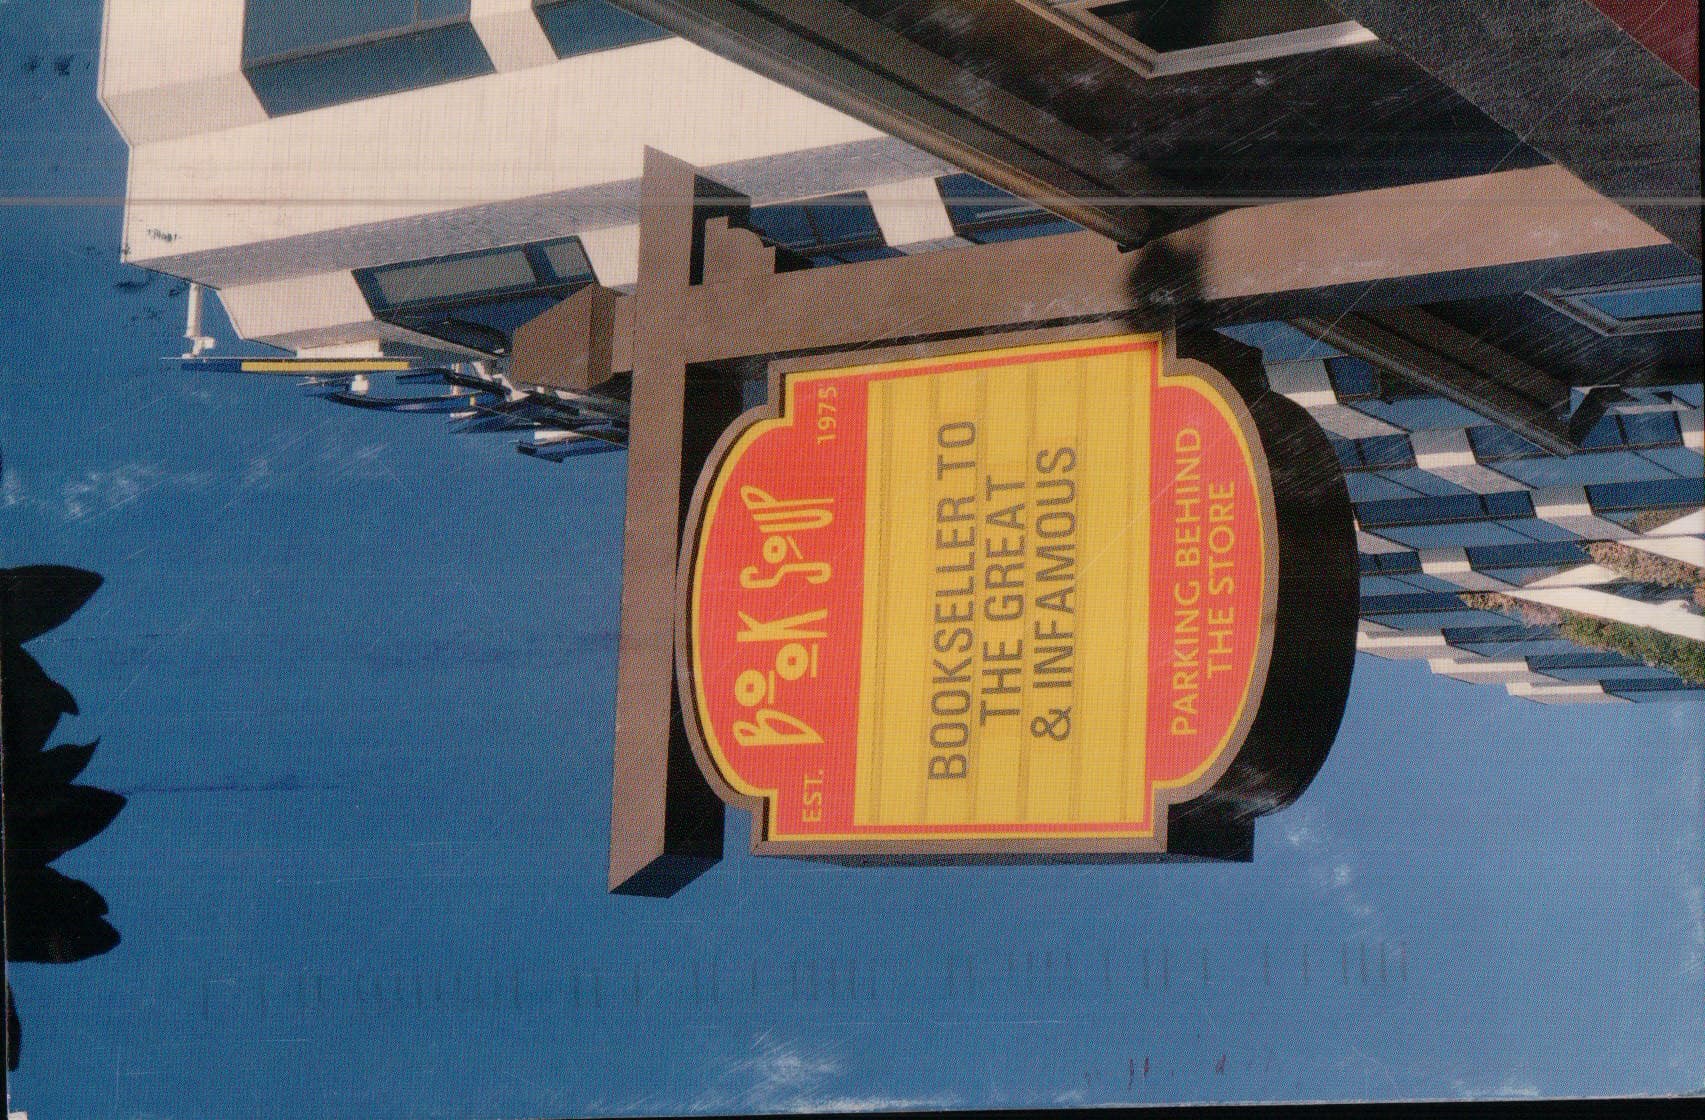 BOOK SOUP
EST. 1975
BOOKSELLER TO
THE GREAT
& INFAMOUS
PARKING BEHIND
THE STORE